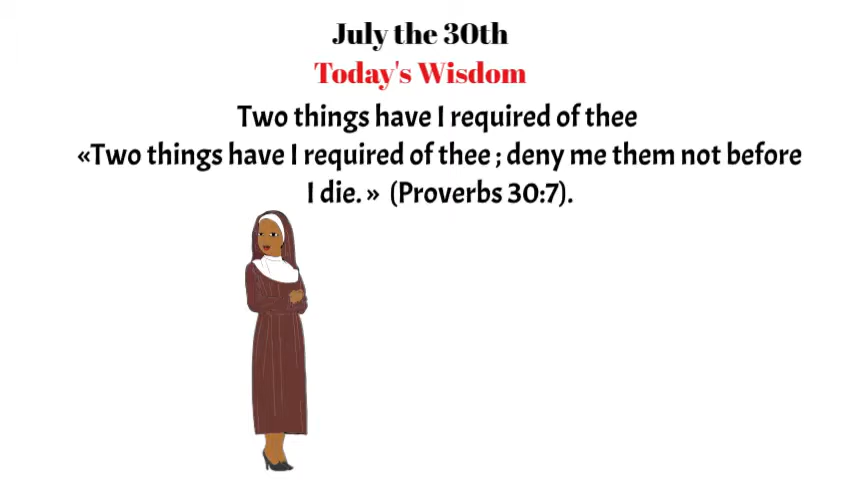 July the 30th
Today's Wisdom
Two things have I required of thee
«Two things have I required of thee ; deny me them not before
I die. » (Proverbs 30:7).